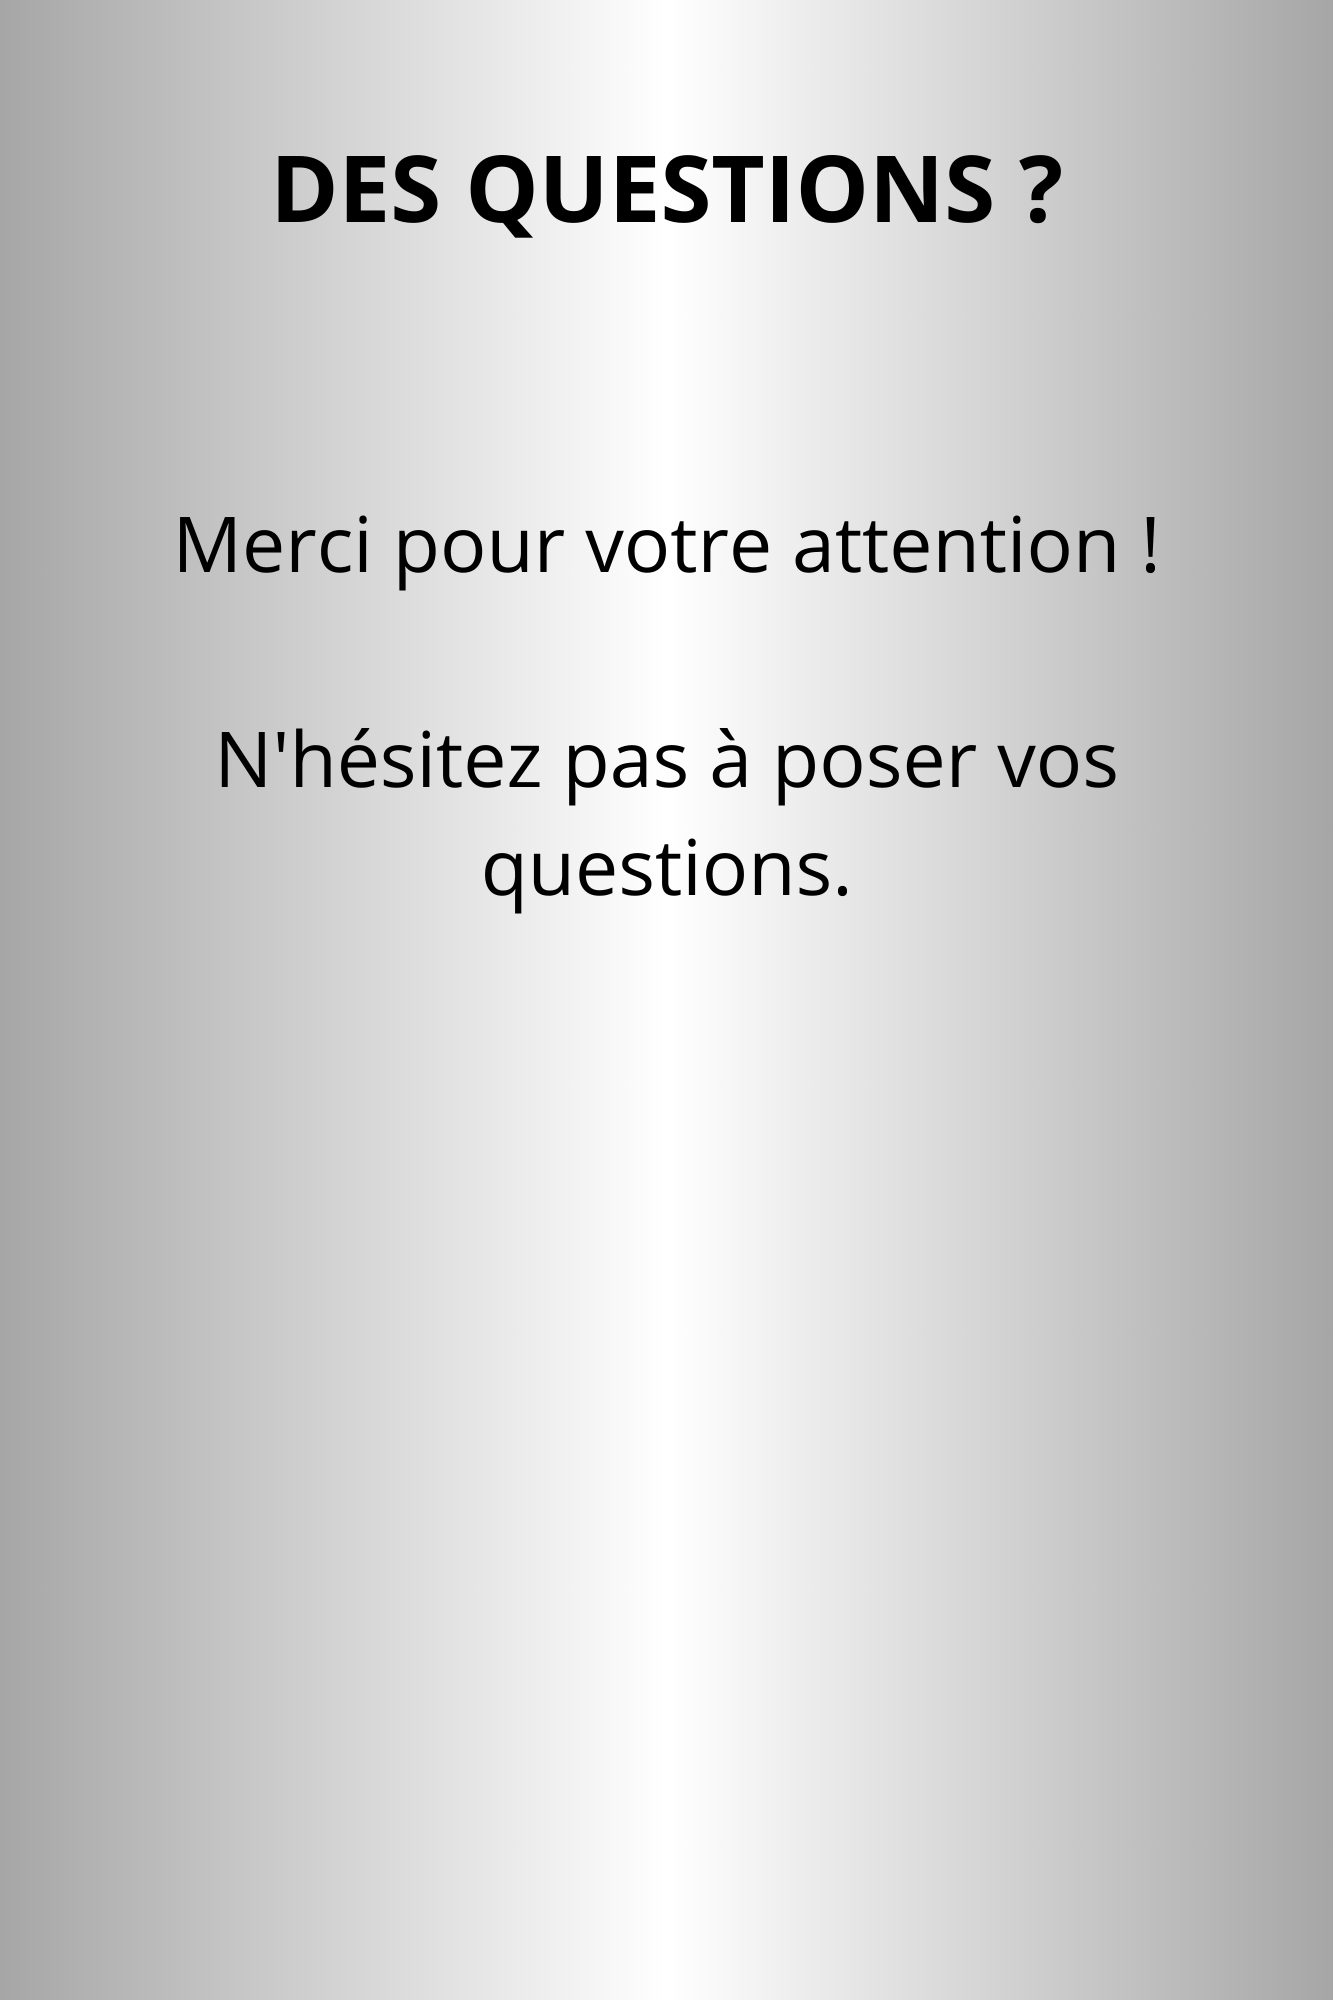 DES QUESTIONS ?
Merci pour votre attention !
N'hésitez pas à poser vos
questions.